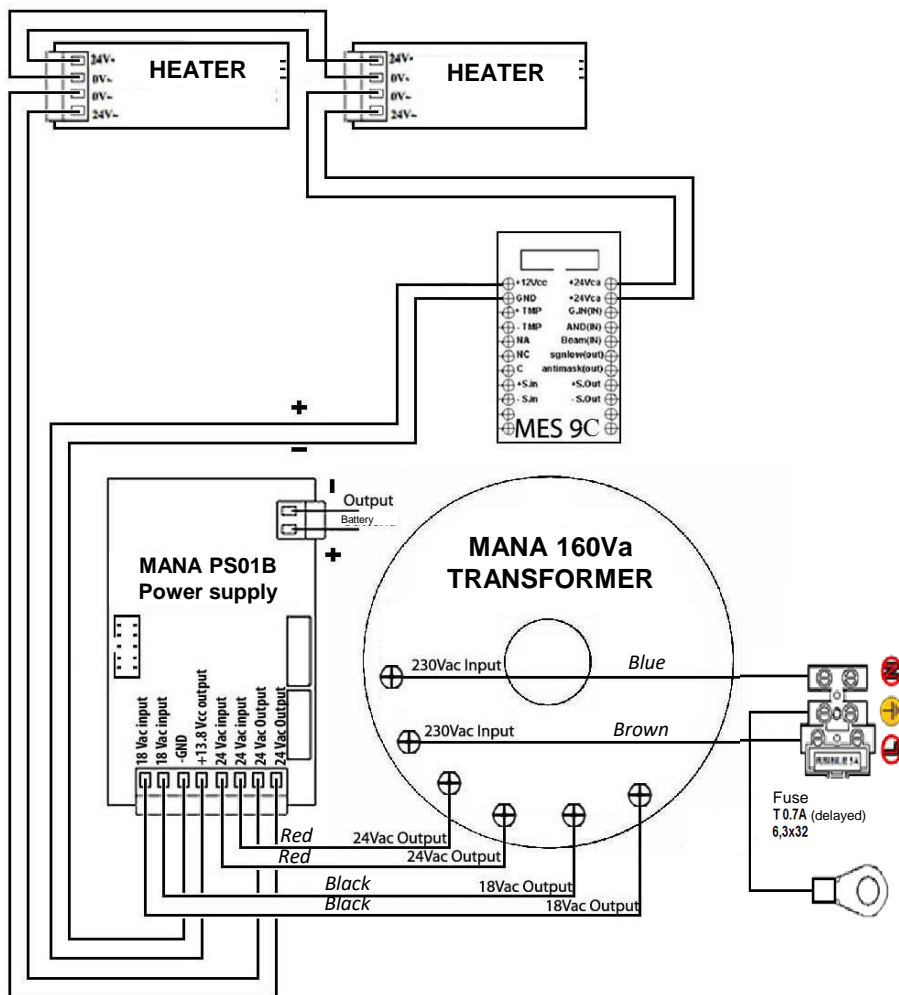 HEATER
24V~
0V~
0V~
24V~
HEATER
24V~
0V~
0V~
24V~
+12Vcc +24Vca
GND +24Vca
+ TMP G.IN(IN)
- TMP AND(IN)
NA Beam(IN)
NC sgnlow(out)
C antimask(out)
+S.in +S.Out
- S.in - S.Out
MES 9C
+
–
-
Output
Battery
+
MANA PS01B
Power supply
18 Vac input
18 Vac input
-GND
+13.8Vcc output
24 Vac input
24 Vac input
24 Vac Output
24 Vac Output
MANA 160Va
TRANSFORMER
230Vac Input
Blue
N
230Vac Input
Brown
L
FUSIBLE 5A
Fuse
T 0.7A (delayed)
6,3x32
Red
24Vac Output
Red
24Vac Output
Black
18Vac Output
Black
18Vac Output